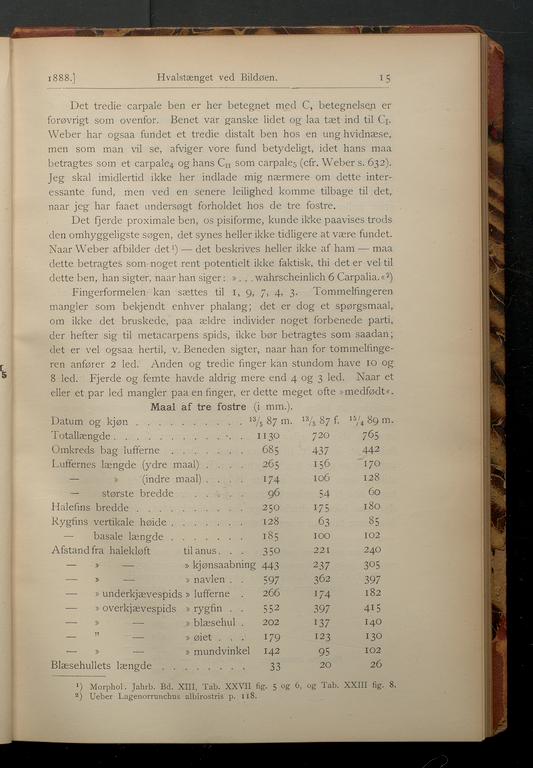 1888.] Hvalstænget ved Bildøen. 15
Det tredie carpale ben er her betegnet med C, betegnelsen er
forøvrigt som ovenfor. Benet var ganske lidet og laa tæt ind til C₁.
Weber har ogsaa fundet et tredie distalt ben hos en ung hvidnæse,
men som man vil se, afviger vore fund betydeligt, idet hans maa
betragtes som et carpale₄ og hans C₁₁ som carpale₅ (cfr. Weber s. 632).
Jeg skal imidlertid ikke her indlade mig nærmere om dette inter-
essante fund, men ved en senere leilighed komme tilbage til det,
naar jeg har faaet undersøgt forholdet hos de tre fostre.
Det fjerde proximale ben, os pisiforme, kunde ikke paavises trods
den omhyggeligste søgen, det synes heller ikke tidligere at være fundet.
Naar Weber afbilder det ¹) — det beskrives heller ikke af ham — maa
dette betragtes som noget rent potentielt ikke faktisk, thi det er vel til
dette ben, han sigter, naar han siger: » . . . wahrscheinlich 6 Carpalia.«²)
Fingerformelen kan sættes til 1, 9, 7, 4, 3. Tommelfingeren
mangler som bekjendt enhver phalang; det er dog et spørgsmaal,
om ikke det bruskede, paa ældre individer noget forbenede parti,
der hefter sig til metacarpens spids, ikke bør betragtes som saadan;
det er vel ogsaa hertil, v. Beneden sigter, naar han for tommelfinge-
ren anfører 2 led. Anden og tredie finger kan stundom have 10 og
8 led. Fjerde og femte havde aldrig mere end 4 og 3 led. Naar et
eller et par led mangler paa en finger, er dette meget ofte »medfødt«.
Maal af tre fostre (i mm.).
Datum og kjøn . . . . . . . . . . ¹³/₅ 87 m. ¹³/₅ 87 f. ¹⁵/₄ 89 m.
Totallængde . . . . . . . . . . . 1130 720 765
Omkreds bag lufferne . . . . . . . 685 437 442
Luffernes længde (ydre maal) . . . . 265 156 170
— » (indre maal) . . . . 174 106 128
— største bredde . . . . . 96 54 60
Halefins bredde . . . . . . . . . 250 175 180
Rygfins vertikale høide . . . . . . . 128 63 85
— basale længde . . . . . . . 185 100 102
Afstand fra halekløft til anus . . . 350 221 240
— » — » kjønsaabning 443 237 305
— » — » navlen . . 597 362 397
— » underkjævespids » lufferne . 266 174 182
— » overkjævespids » rygfin . . 552 397 415
— » — » blæsehul . 202 137 140
— " — » øiet . . . 179 123 130
— » — » mundvinkel 142 95 102
Blæsehullets længde . . . . . . . . 33 20 26
¹) Morphol. Jahrb. Bd. XIII, Tab. XXVII fig. 5 og 6, og Tab. XXIII fig. 8.
²) Ueber Lagenorrunchus albirostris p. 118.